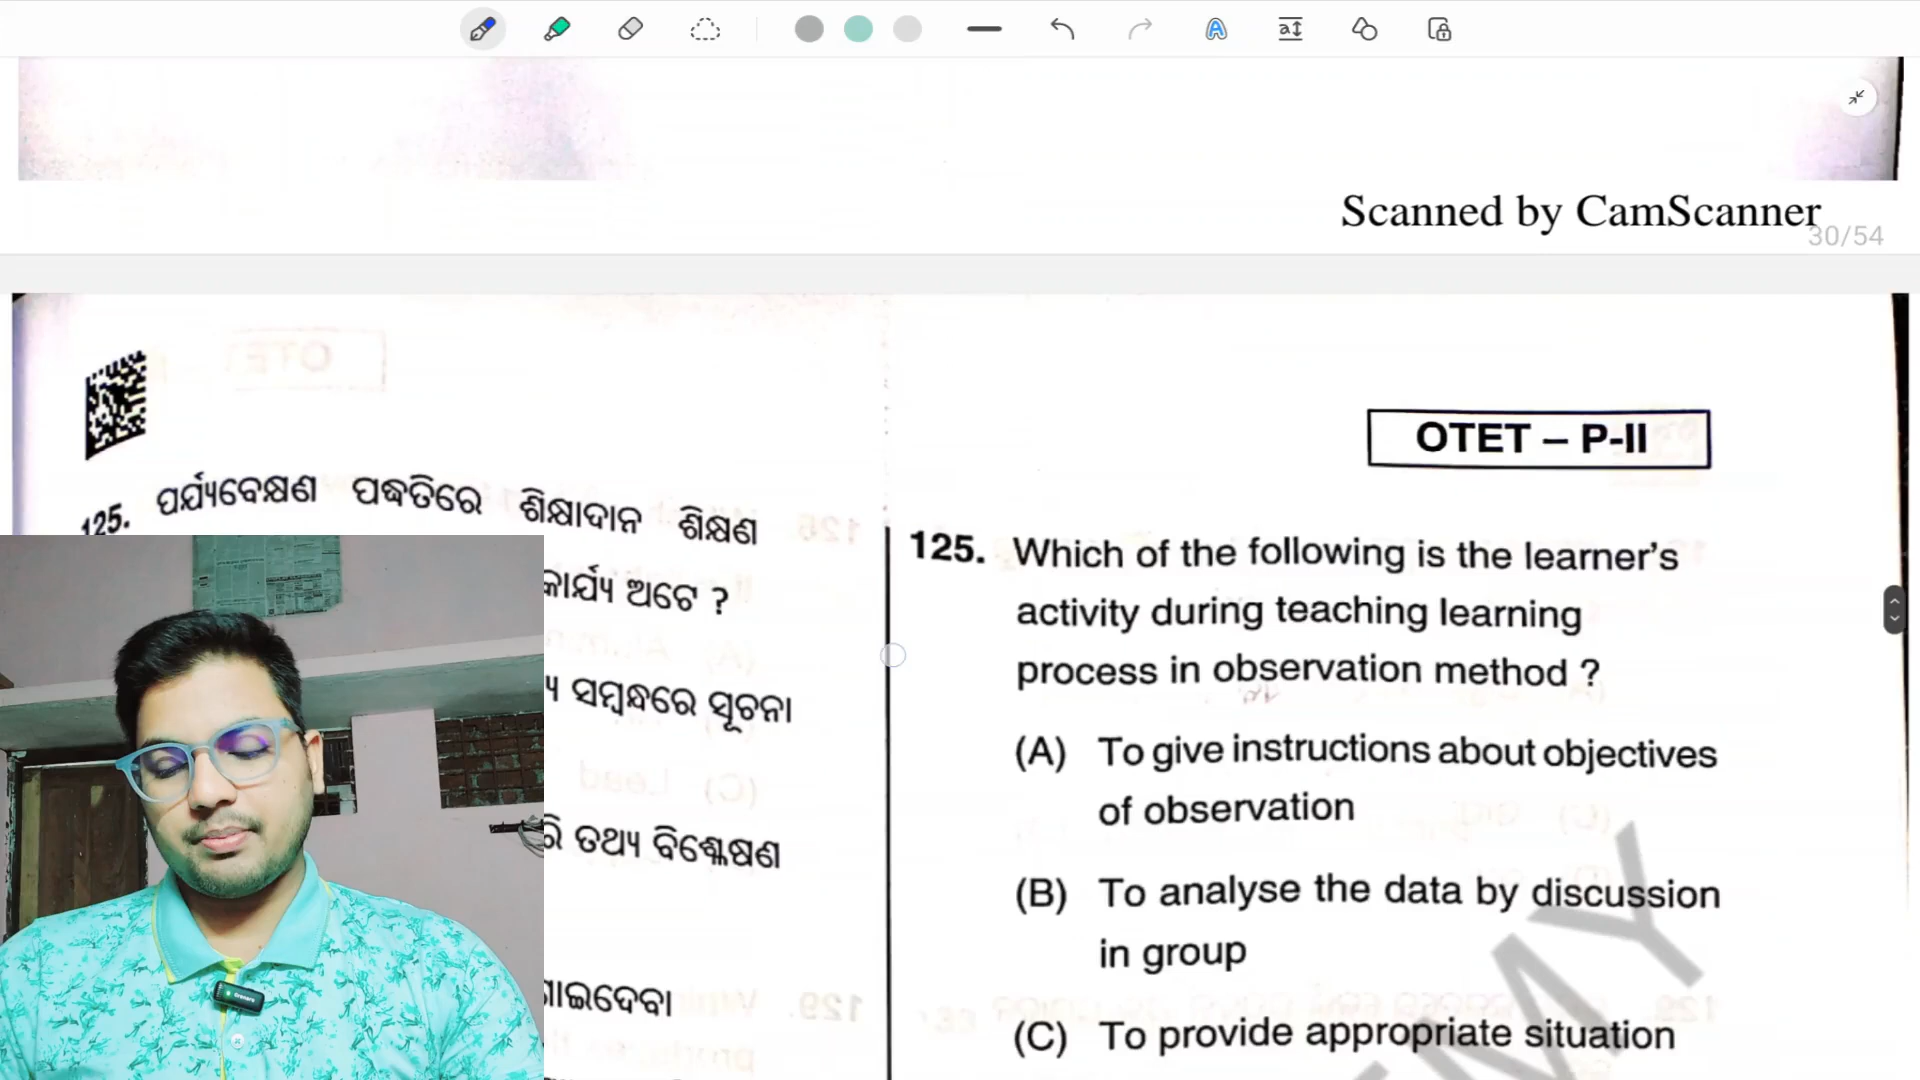 Scanned by CamScanner
30/54
OTET – P-II
125. ପର୍ଯ୍ୟବେକ୍ଷଣ ପଦ୍ଧତିରେ ଶିକ୍ଷାଦାନ ଶିକ୍ଷଣ
କାର୍ଯ୍ୟ ଅଟେ ?
ସମ୍ବନ୍ଧରେ ସୂଚନା
ରି ତଥ୍ୟ ବିଶ୍ଳେଷଣ
ଗାଇଦେବା
125. Which of the following is the learner's
activity during teaching learning
process in observation method ?
(A) To give instructions about objectives
of observation
(B) To analyse the data by discussion
in group
(C) To provide appropriate situation